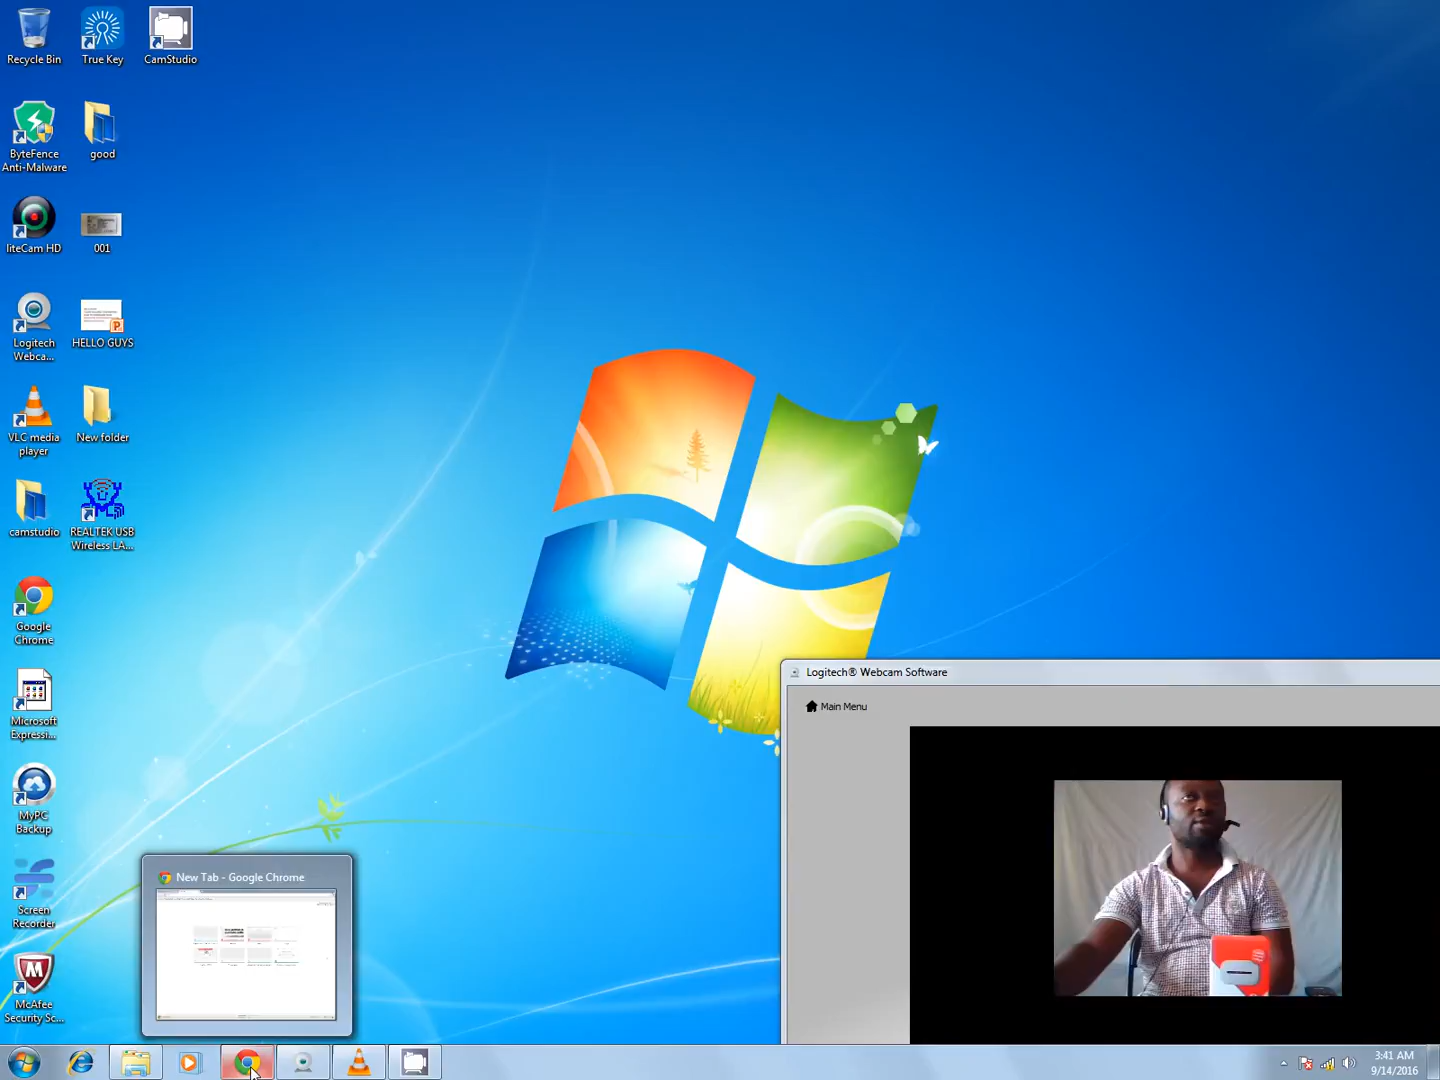 Recycle Bin
True Key
CamStudio
ByteFence
Anti-Malware
good
liteCam HD
001
Logitech
Webca...
HELLO GUYS
VLC media
player
New folder
camstudio
REALTEK USB
Wireless LA...
Google
Chrome
Microsoft
Expressi...
MyPC
Backup
Screen
Recorder
McAfee
Security Sc...
New Tab - Google Chrome
Logitech® Webcam Software
Main Menu
3:41 AM
9/14/2016